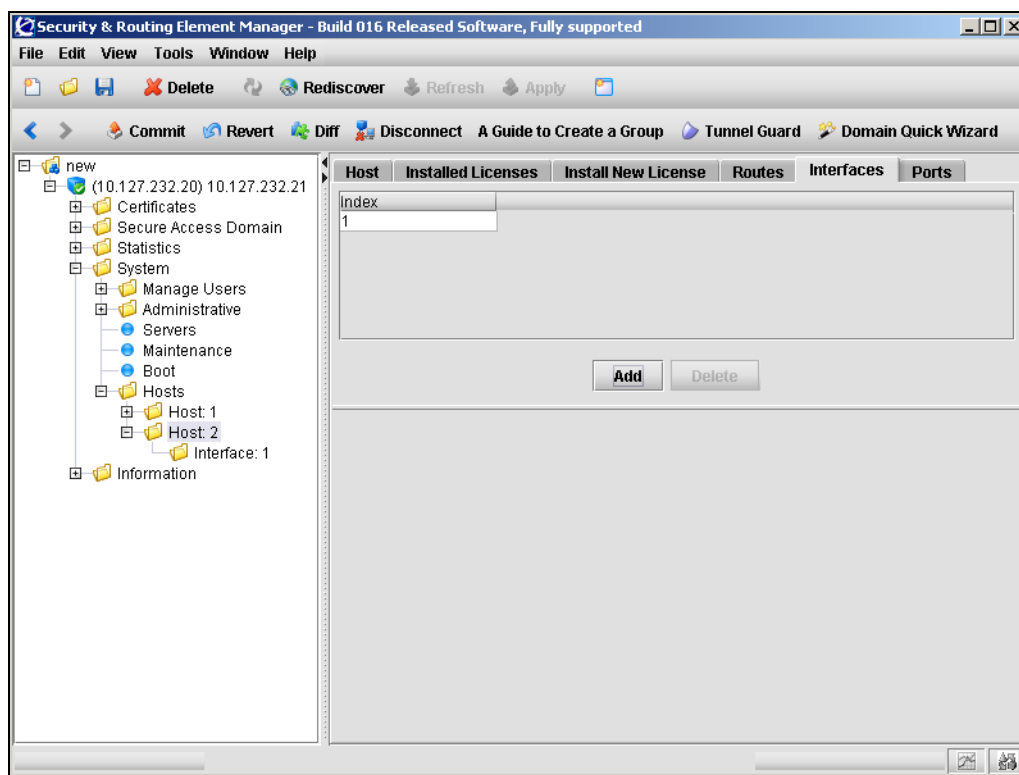 Security & Routing Element Manager - Build 016 Released Software, Fully supported
File Edit View Tools Window Help
Delete Rediscover Refresh Apply
Commit Revert Diff Disconnect A Guide to Create a Group Tunnel Guard Domain Quick Wizard
new
(10.127.232.20) 10.127.232.21
Certificates
Secure Access Domain
Statistics
System
Manage Users
Administrative
Servers
Maintenance
Boot
Hosts
Host: 1
Host: 2
Interface: 1
Information
Host Installed Licenses Install New License Routes Interfaces Ports
Index
1
Add Delete